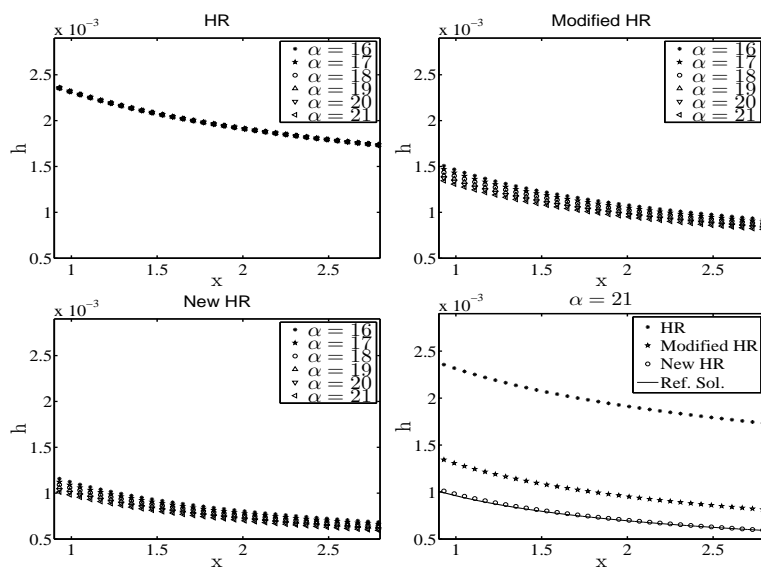 HR
x 10⁻³
α = 16
α = 17
α = 18
α = 19
α = 20
α = 21
2.5
2
1.5
1
0.5
h
1 1.5 2 2.5
x
Modified HR
x 10⁻³
α = 16
α = 17
α = 18
α = 19
α = 20
α = 21
2.5
2
1.5
1
0.5
h
1 1.5 2 2.5
x
New HR
x 10⁻³
α = 16
α = 17
α = 18
α = 19
α = 20
α = 21
2.5
2
1.5
1
0.5
h
1 1.5 2 2.5
x
α = 21
x 10⁻³
HR
Modified HR
New HR
Ref. Sol.
2.5
2
1.5
1
0.5
h
1 1.5 2 2.5
x